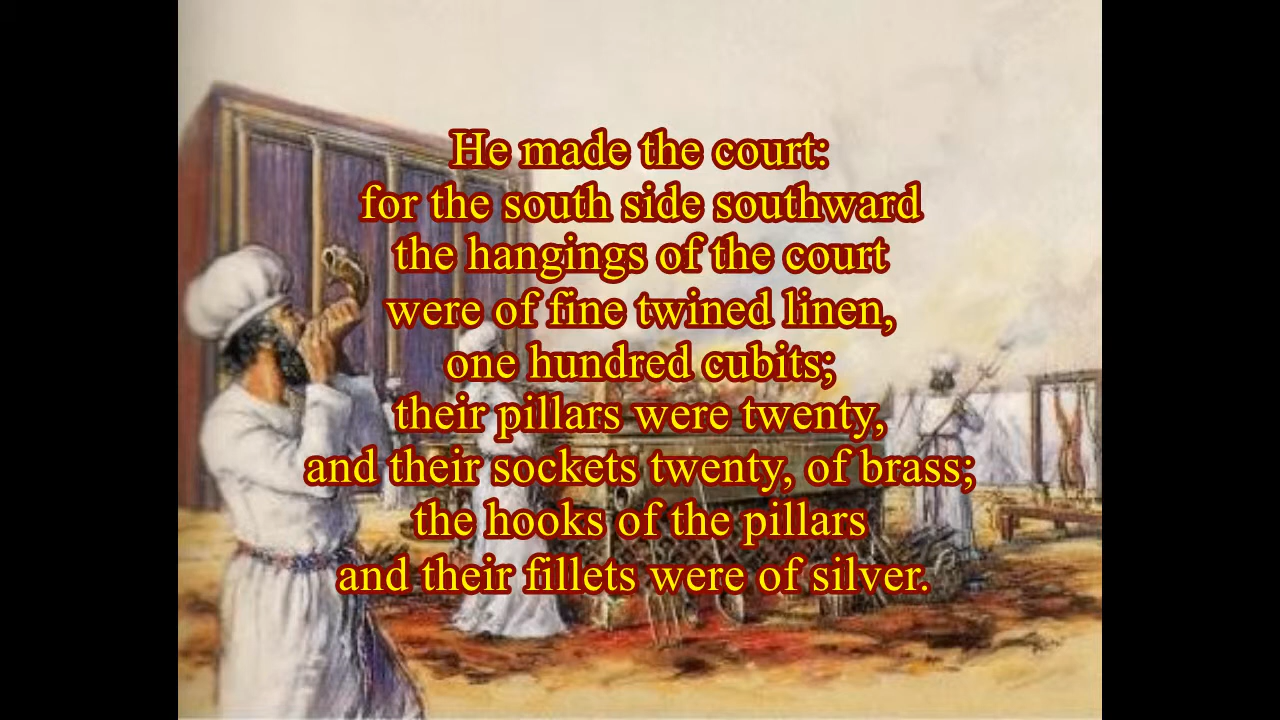 He made the court:
for the south side southward
the hangings of the court
were of fine twined linen,
one hundred cubits;
their pillars were twenty,
and their sockets twenty, of brass;
the hooks of the pillars
and their fillets were of silver.